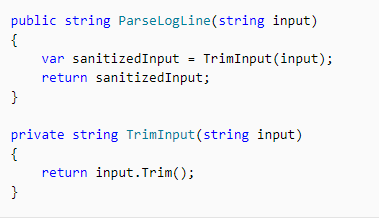 public string ParseLogLine(string input)
{
    var sanitizedInput = TrimInput(input);
    return sanitizedInput;
}

private string TrimInput(string input)
{
    return input.Trim();
}